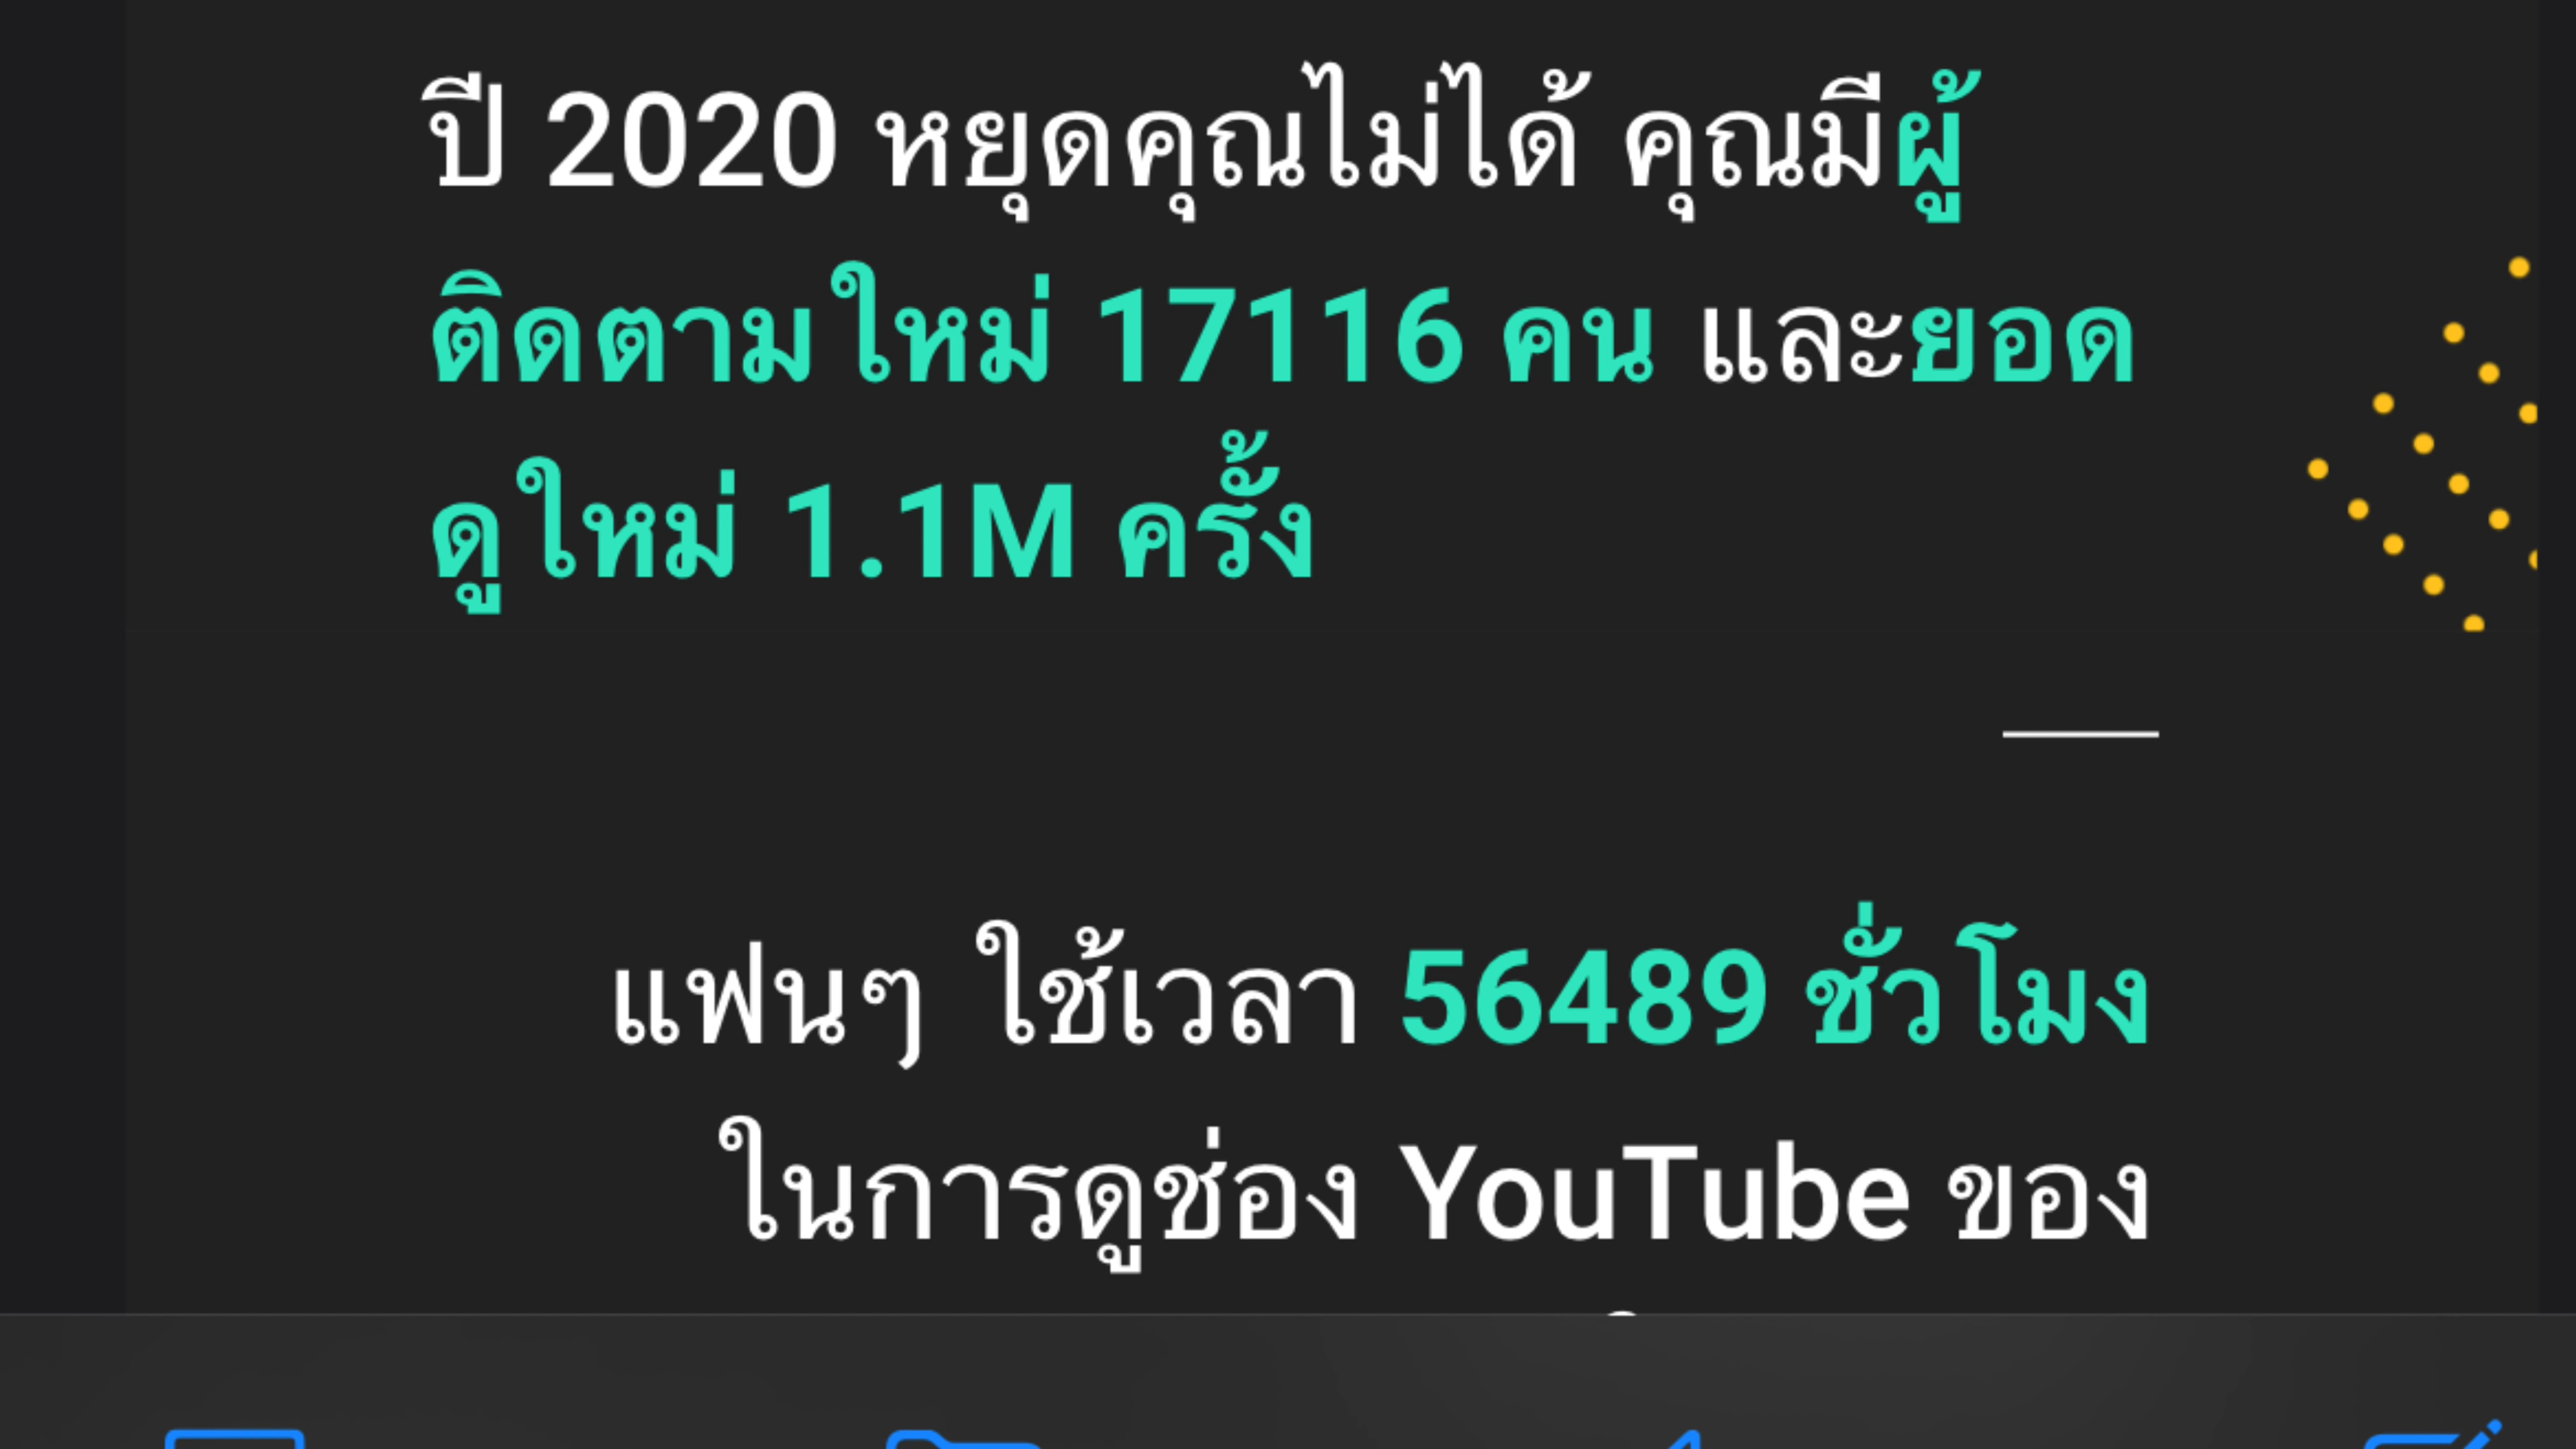 ปี 2020 หยุดคุณไม่ได้ คุณมีผู้
ติดตามใหม่ 17116 คน และยอด
ดูใหม่ 1.1M ครั้ง
แฟนๆ ใช้เวลา 56489 ชั่วโมง
ในการดูช่อง YouTube ของ